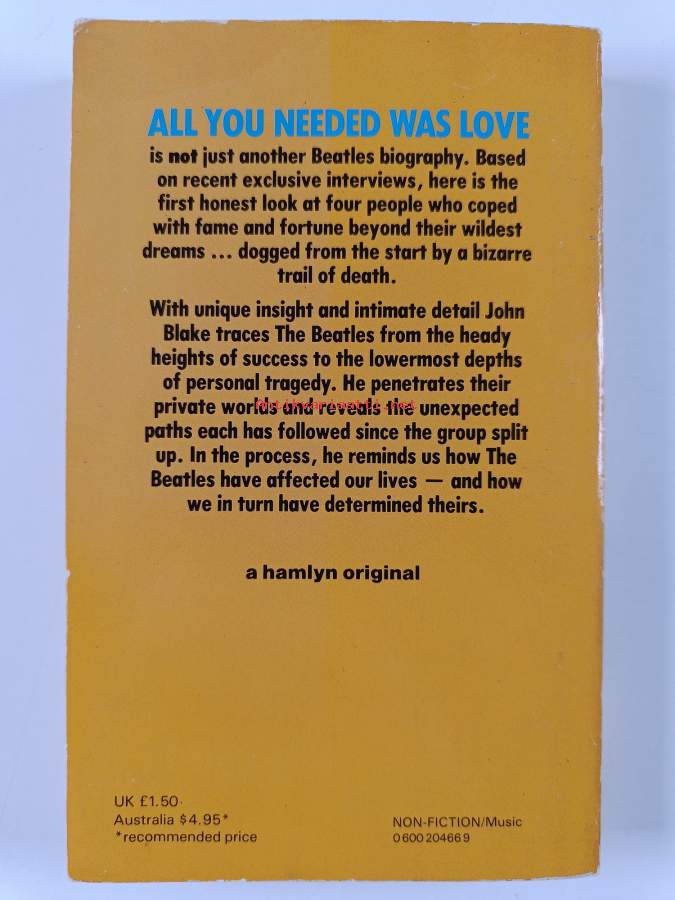 ALL YOU NEEDED WAS LOVE
is not just another Beatles biography. Based
on recent exclusive interviews, here is the
first honest look at four people who coped
with fame and fortune beyond their wildest
dreams ... dogged from the start by a bizarre
trail of death.
With unique insight and intimate detail John
Blake traces The Beatles from the heady
heights of success to the lowermost depths
of personal tragedy. He penetrates their
private worlds and reveals the unexpected
paths each has followed since the group split
up. In the process, he reminds us how The
Beatles have affected our lives — and how
we in turn have determined theirs.
a hamlyn original
UK £1.50
Australia $4.95*
*recommended price
NON-FICTION/Music
0 600 20466 9